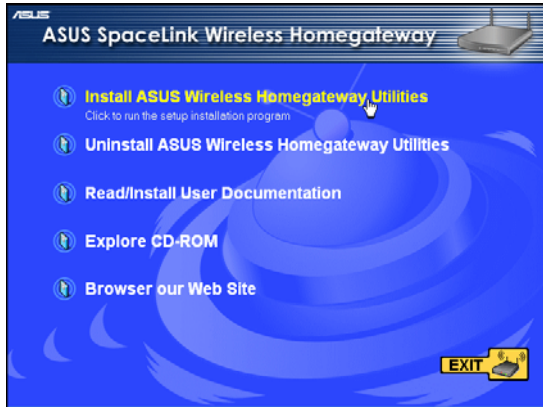 ASUS
ASUS SpaceLink Wireless Homegateway
Install ASUS Wireless Homegateway Utilities
Click to run the setup installation program
Uninstall ASUS Wireless Homegateway Utilities
Read/Install User Documentation
Explore CD-ROM
Browser our Web Site
EXIT